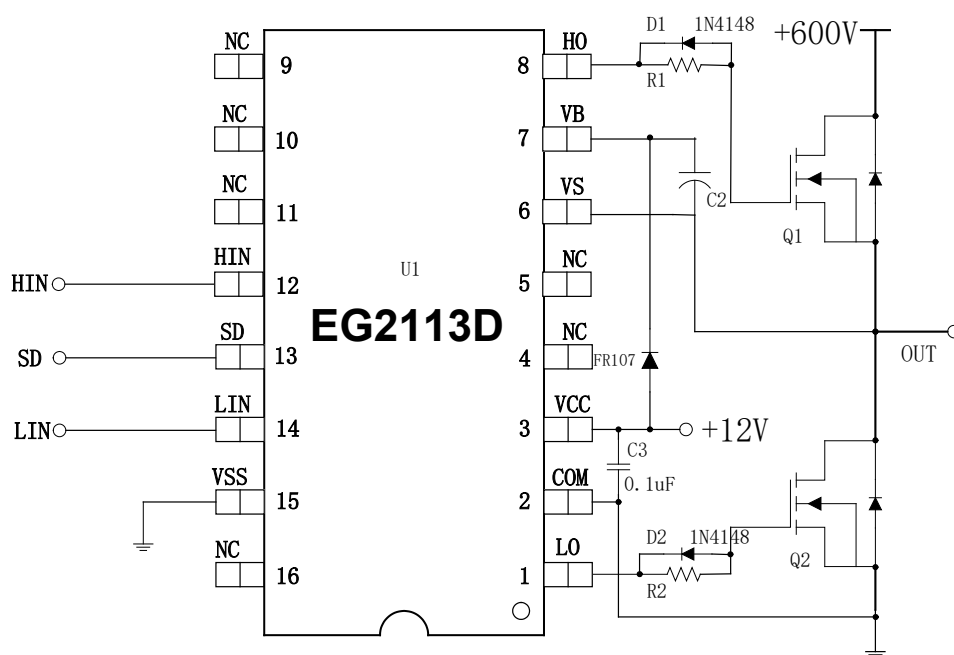 D1 1N4148
+600V
NC
9
8
HO
R1
NC
10
7
VB
C2
NC
11
6
VS
Q1
HIN
HIN
12
U1
5
NC
EG2113D
SD
SD
13
4
NC
FR107
OUT
LIN
LIN
14
3
VCC
+12V
C3
0.1uF
VSS
15
2
COM
D2 1N4148
Q2
NC
16
1
LO
R2